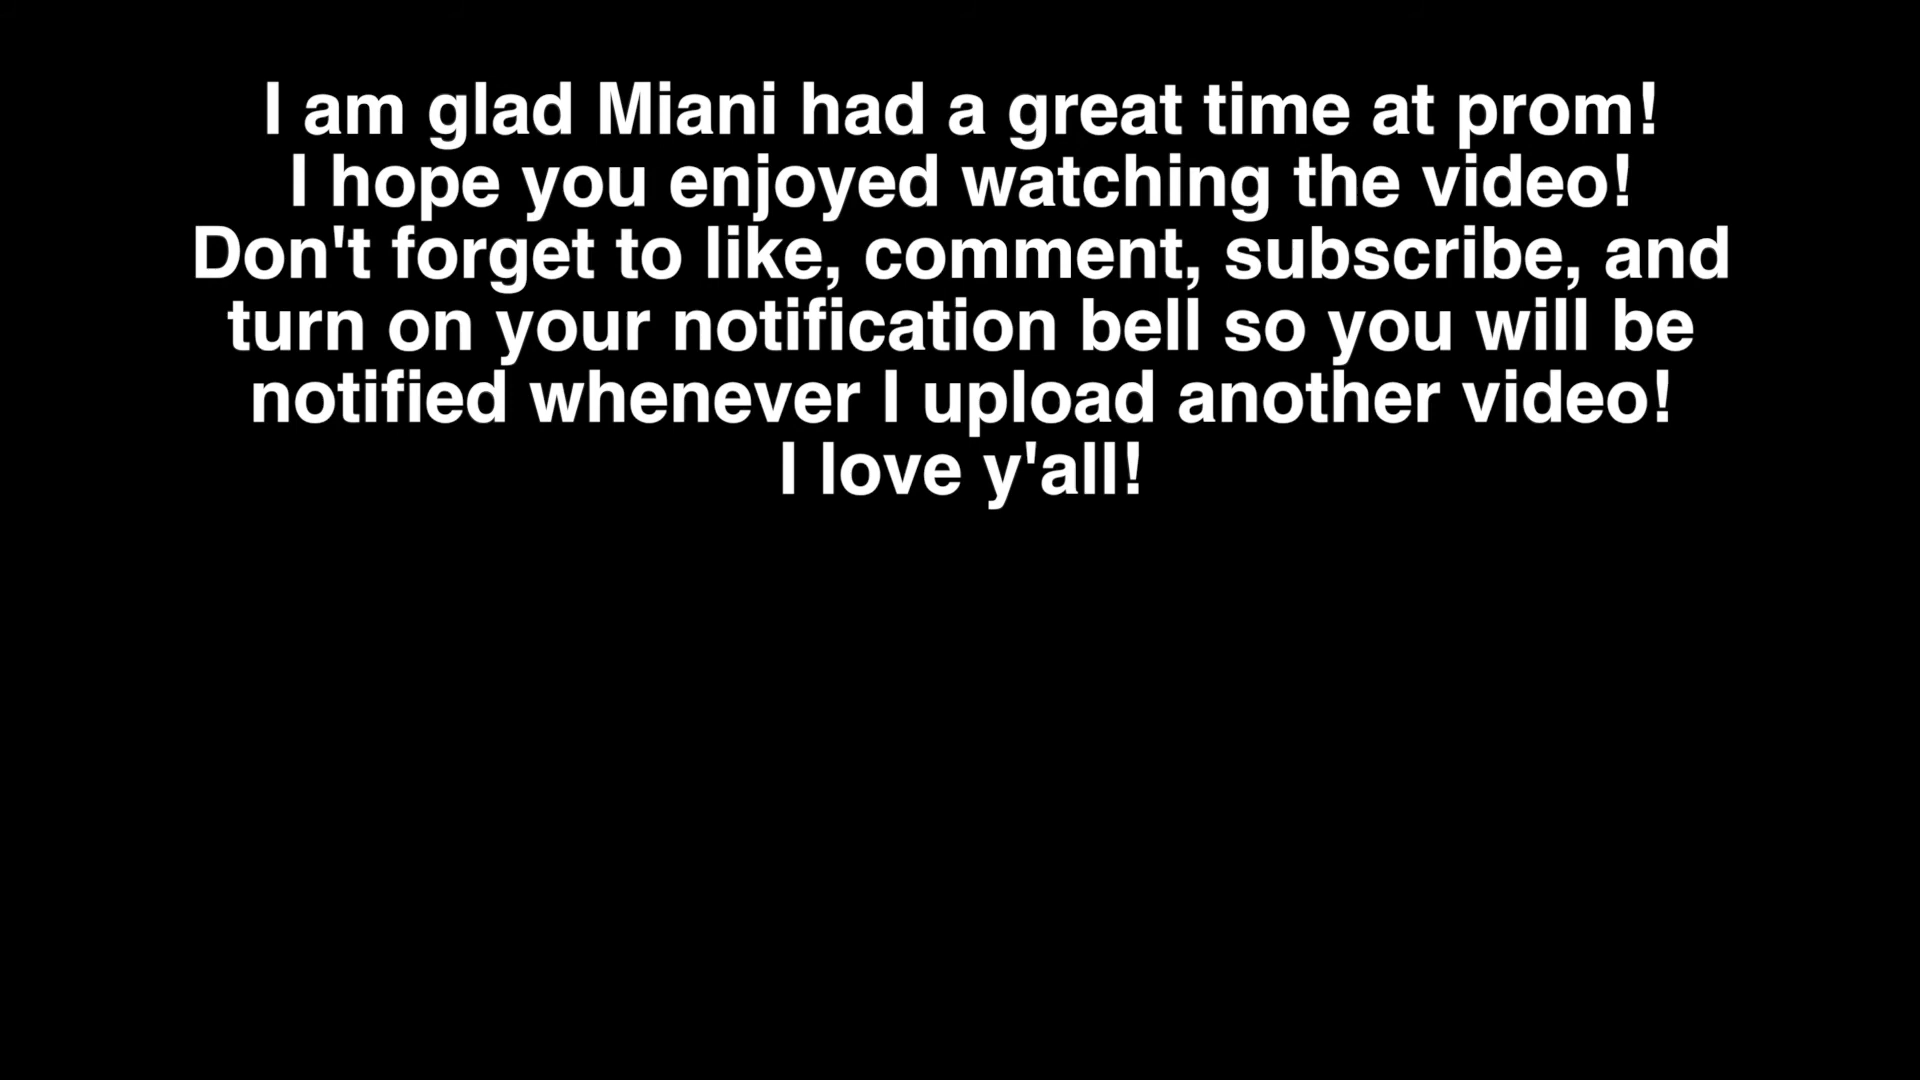 I am glad Miani had a great time at prom!
I hope you enjoyed watching the video!
Don't forget to like, comment, subscribe, and
turn on your notification bell so you will be
notified whenever I upload another video!
I love y'all!